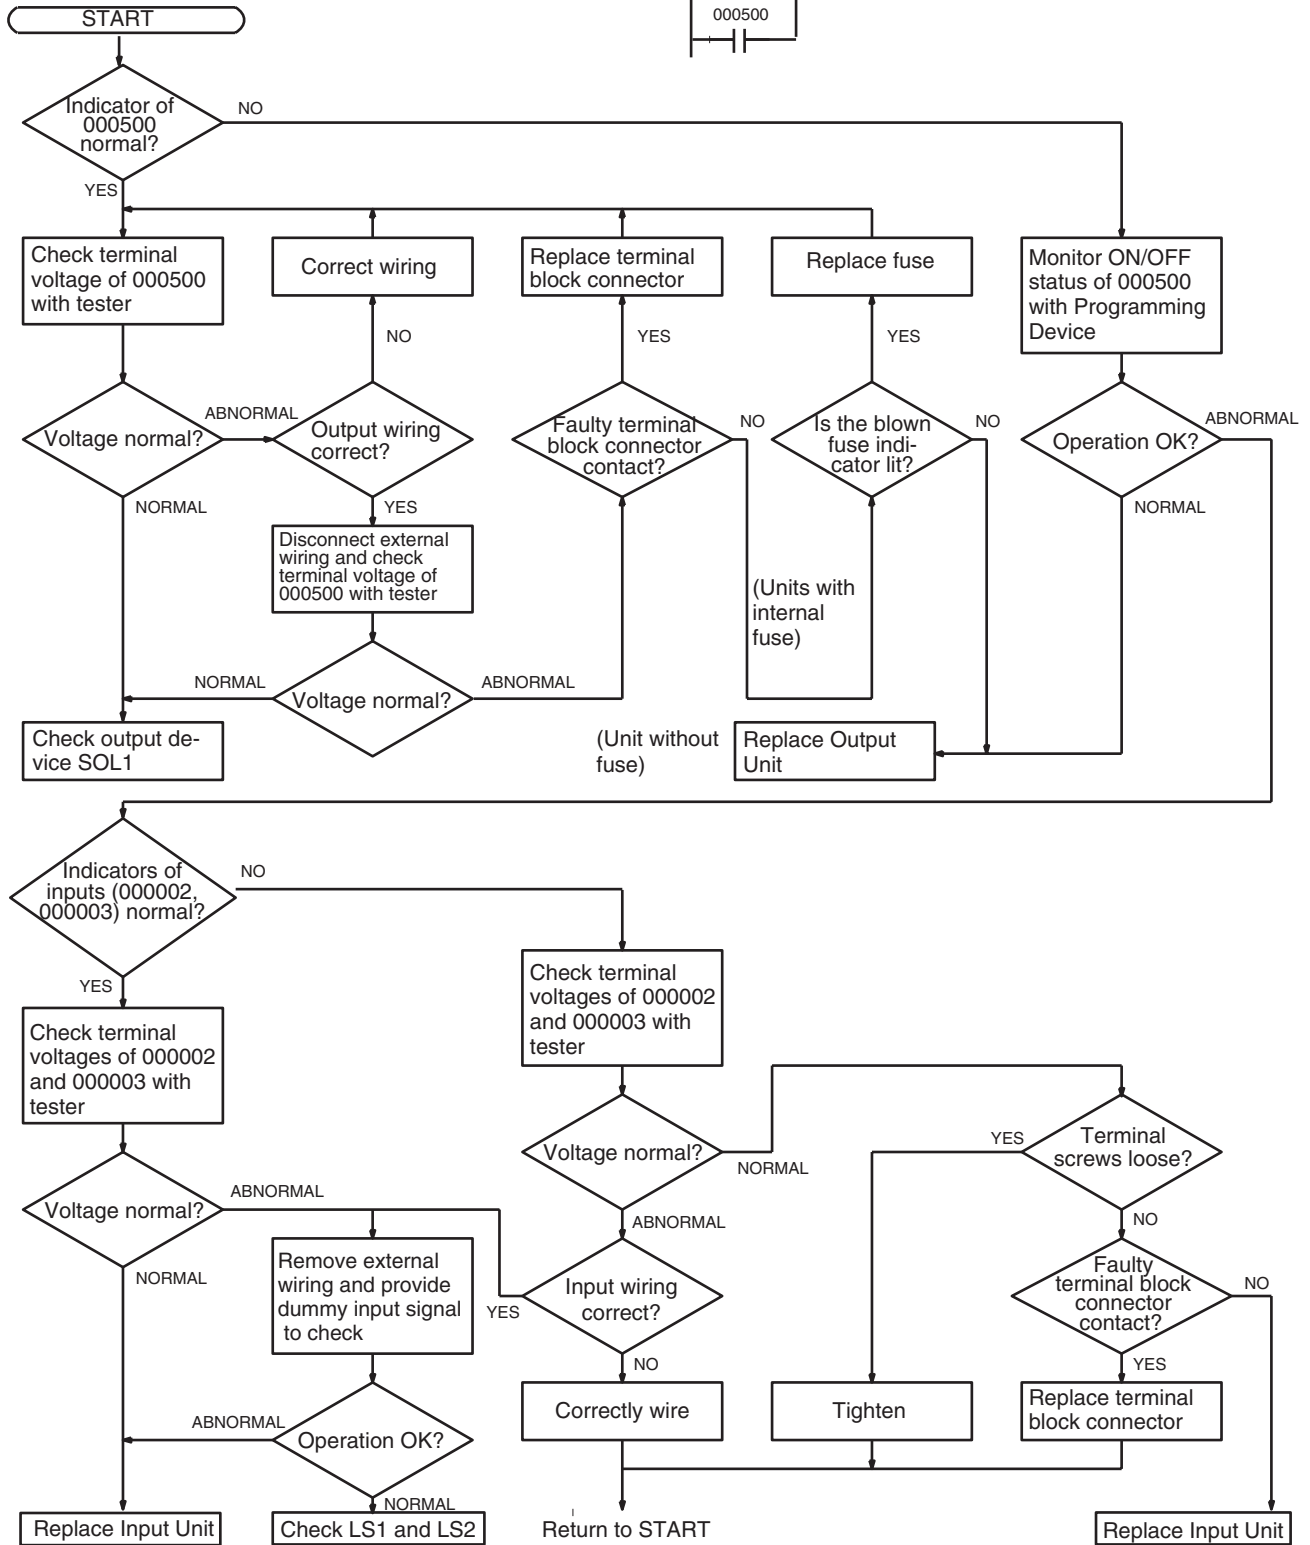 START
000500
Indicator of
000500
normal?
NO
YES
Check terminal
voltage of 000500
with tester
Correct wiring
Replace terminal
block connector
Replace fuse
Monitor ON/OFF
status of 000500
with Programming
Device
NO
YES
YES
Voltage normal?
ABNORMAL
Output wiring
correct?
Faulty terminal
block connector
contact?
NO
Is the blown
fuse indi-
cator lit?
NO
Operation OK?
ABNORMAL
NORMAL
YES
NORMAL
Disconnect external
wiring and check
terminal voltage of
000500 with tester
(Units with
internal
fuse)
NORMAL
Voltage normal?
ABNORMAL
Check output de-
vice SOL1
(Unit without
fuse)
Replace Output
Unit
Indicators of
inputs (000002,
000003) normal?
NO
YES
Check terminal
voltages of 000002
and 000003 with
tester
Check terminal
voltages of 000002
and 000003 with
tester
Voltage normal?
NORMAL
YES
Terminal
screws loose?
Voltage normal?
ABNORMAL
ABNORMAL
NO
NORMAL
Remove external
wiring and provide
dummy input signal
to check
YES
Input wiring
correct?
Faulty
terminal block
connector
contact?
NO
NO
YES
Correctly wire
Tighten
Replace terminal
block connector
ABNORMAL
Operation OK?
NORMAL
Replace Input Unit
Check LS1 and LS2
Return to START
Replace Input Unit